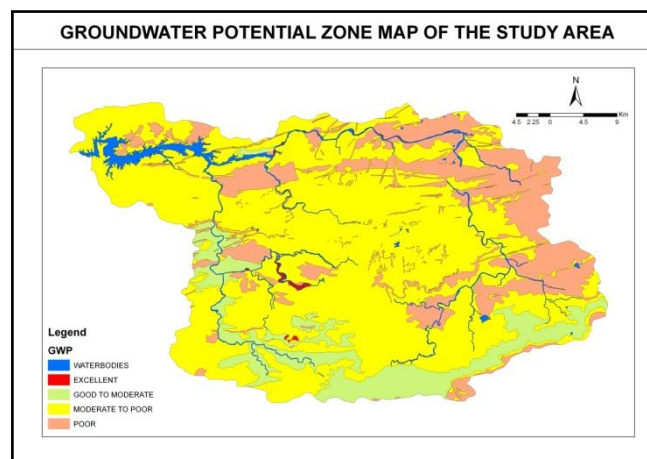 GROUNDWATER POTENTIAL ZONE MAP OF THE STUDY AREA
N
Km
4.5 2.25 0 4.5 9
Legend
GWP
WATERBODIES
EXCELLENT
GOOD TO MODERATE
MODERATE TO POOR
POOR